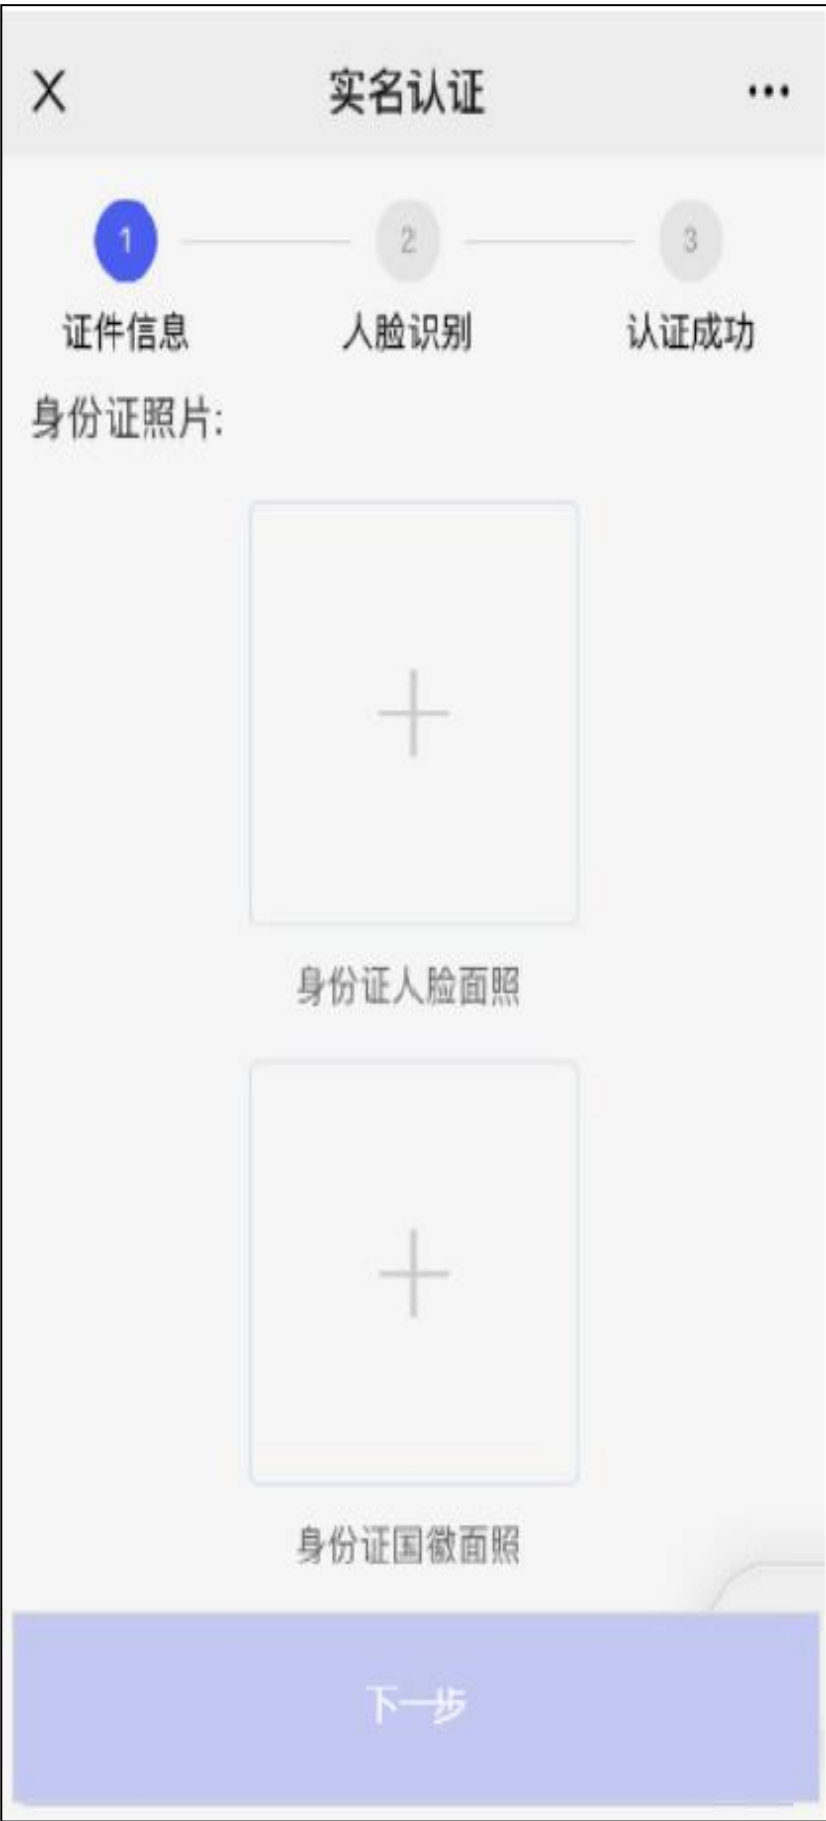 实名认证
1 2 3
证件信息 人脸识别 认证成功
身份证照片:
身份证人脸面照
身份证国徽面照
下一步